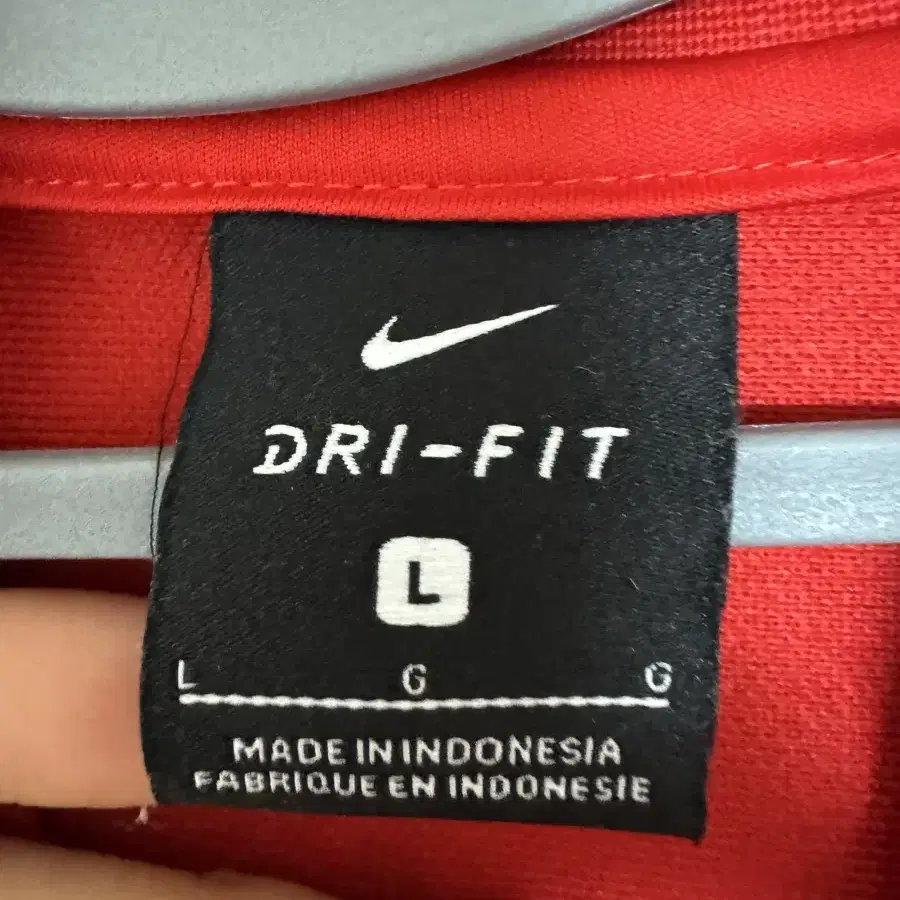 DRI-FIT
L
L G G
MADE IN INDONESIA
FABRIQUE EN INDONESIE